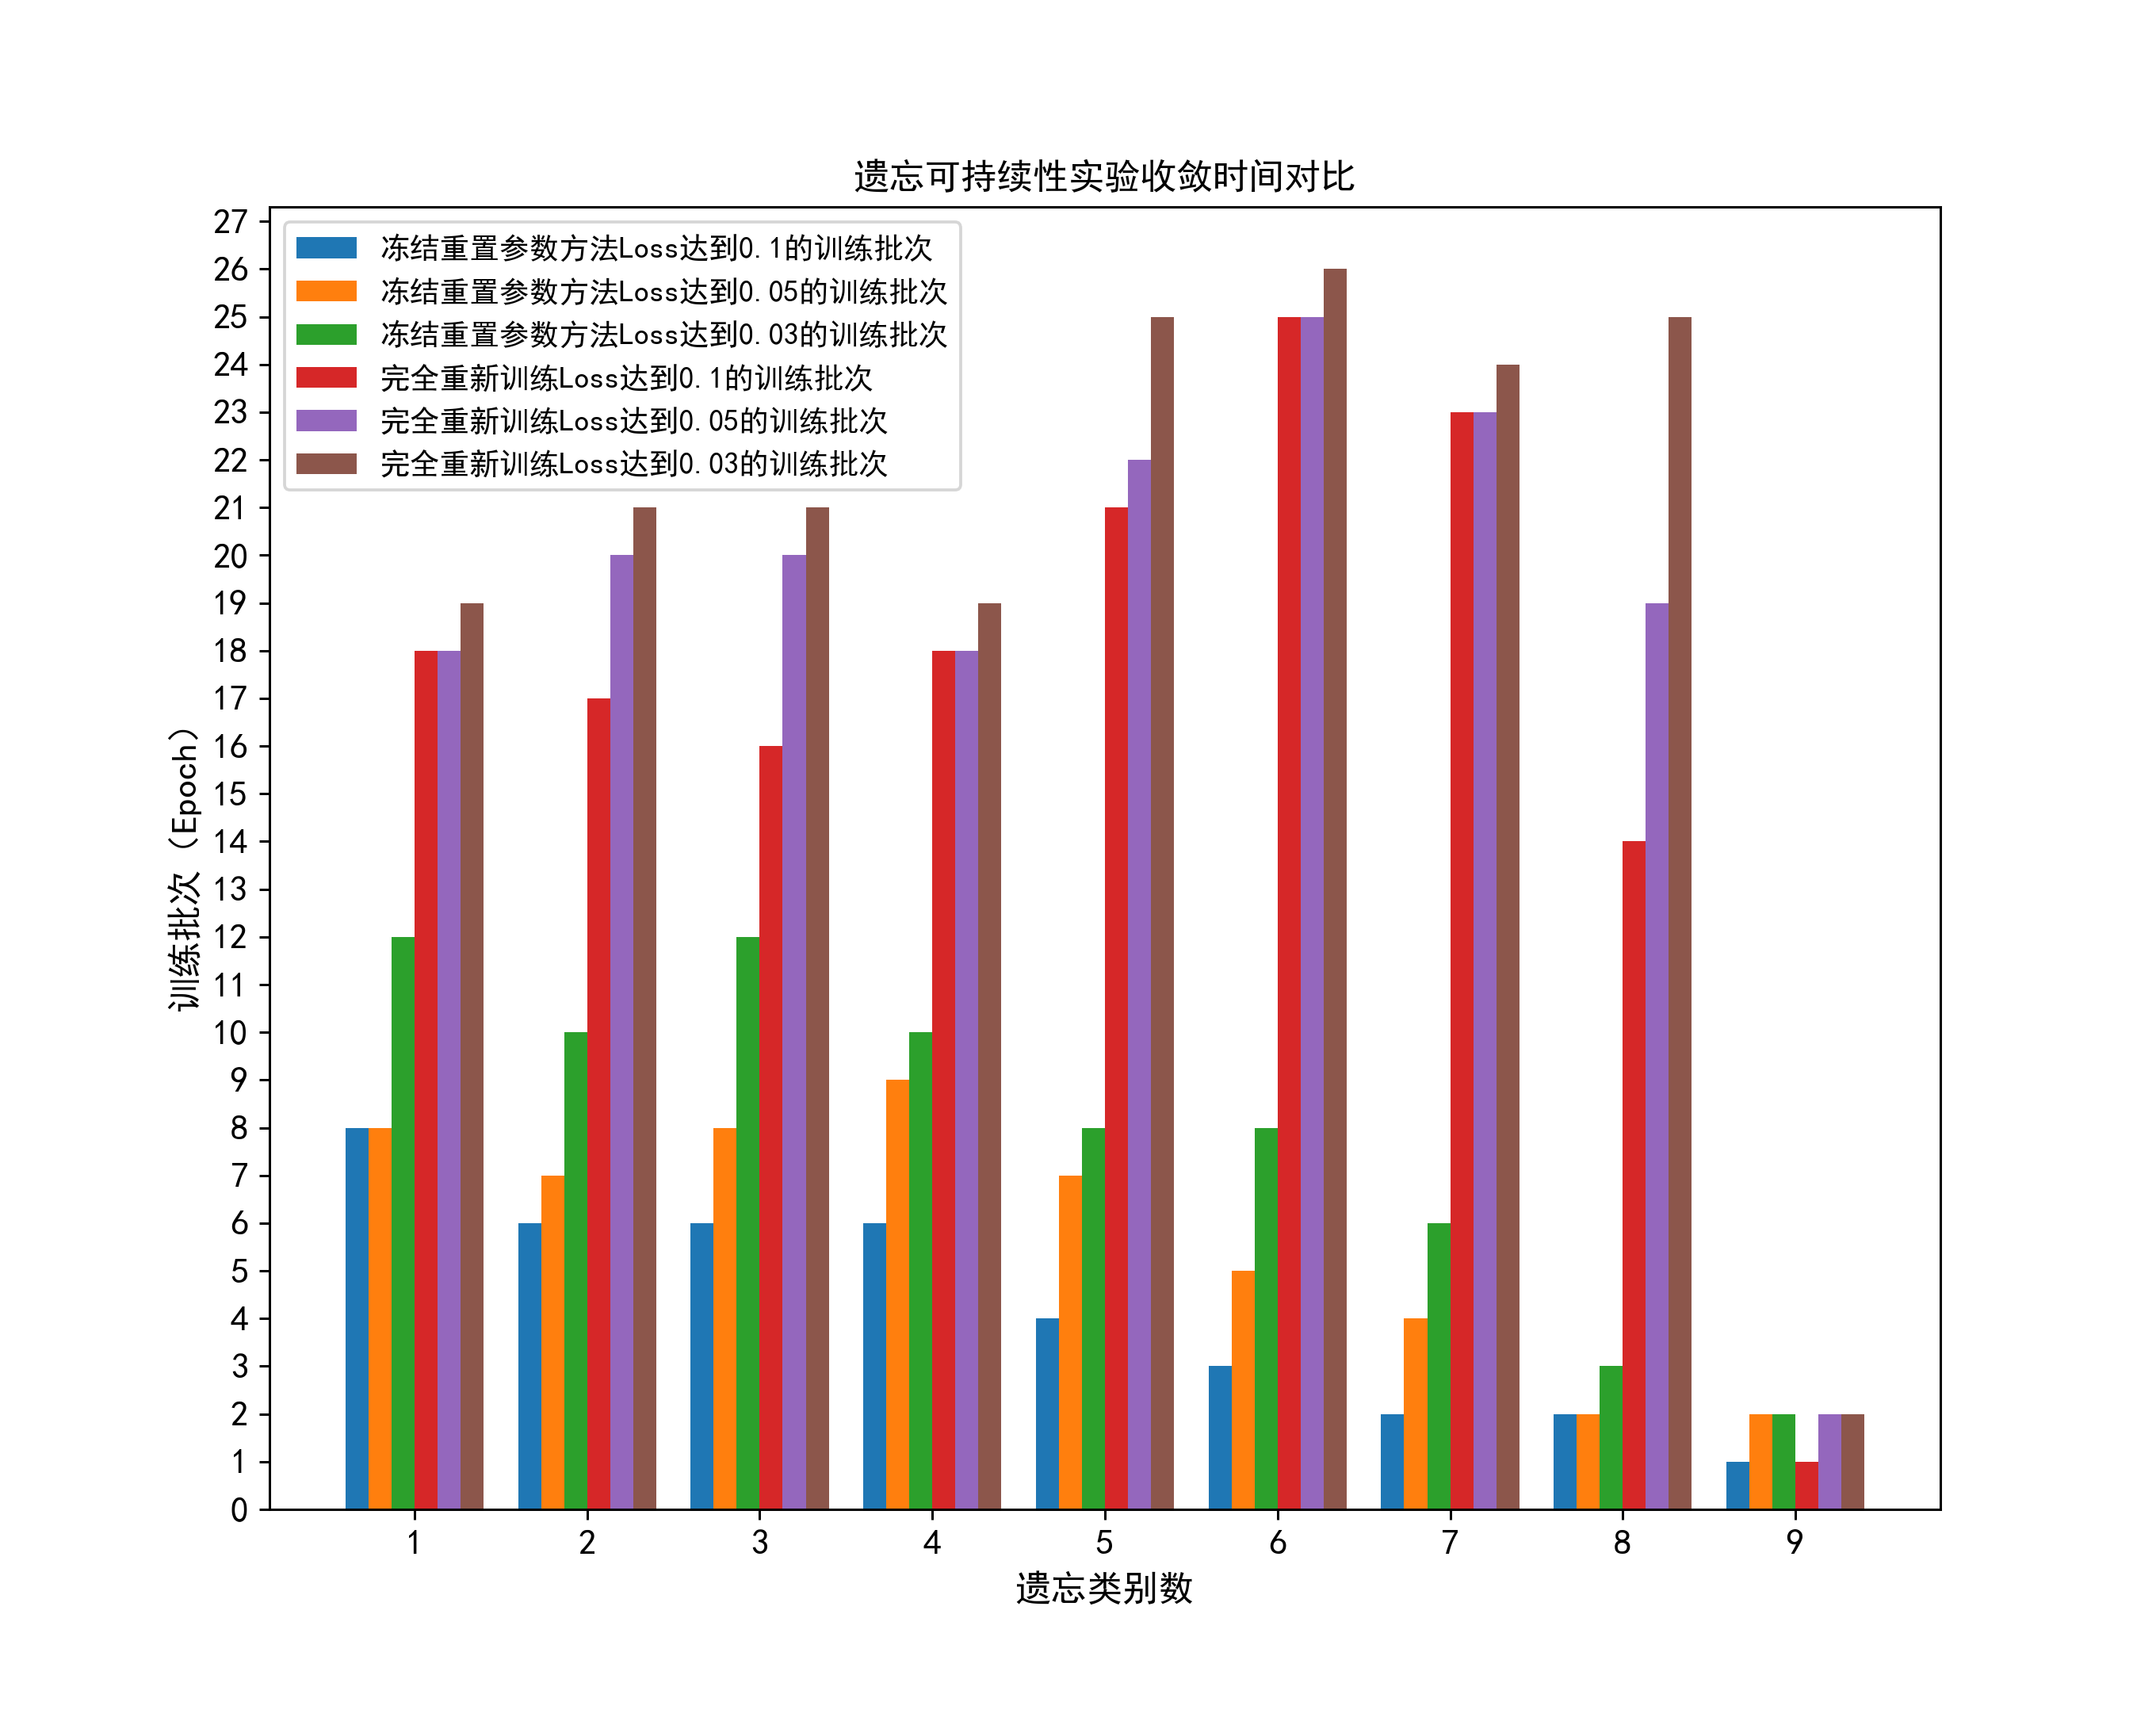 遗忘可持续性实验收敛时间对比
27
26
25
24
23
22
21
20
19
18
17
16
15
14
13
12
11
10
9
8
7
6
5
4
3
2
1
0
训练批次（Epoch）
冻结重置参数方法Loss达到0.1的训练批次
冻结重置参数方法Loss达到0.05的训练批次
冻结重置参数方法Loss达到0.03的训练批次
完全重新训练Loss达到0.1的训练批次
完全重新训练Loss达到0.05的训练批次
完全重新训练Loss达到0.03的训练批次
1 2 3 4 5 6 7 8 9
遗忘类别数